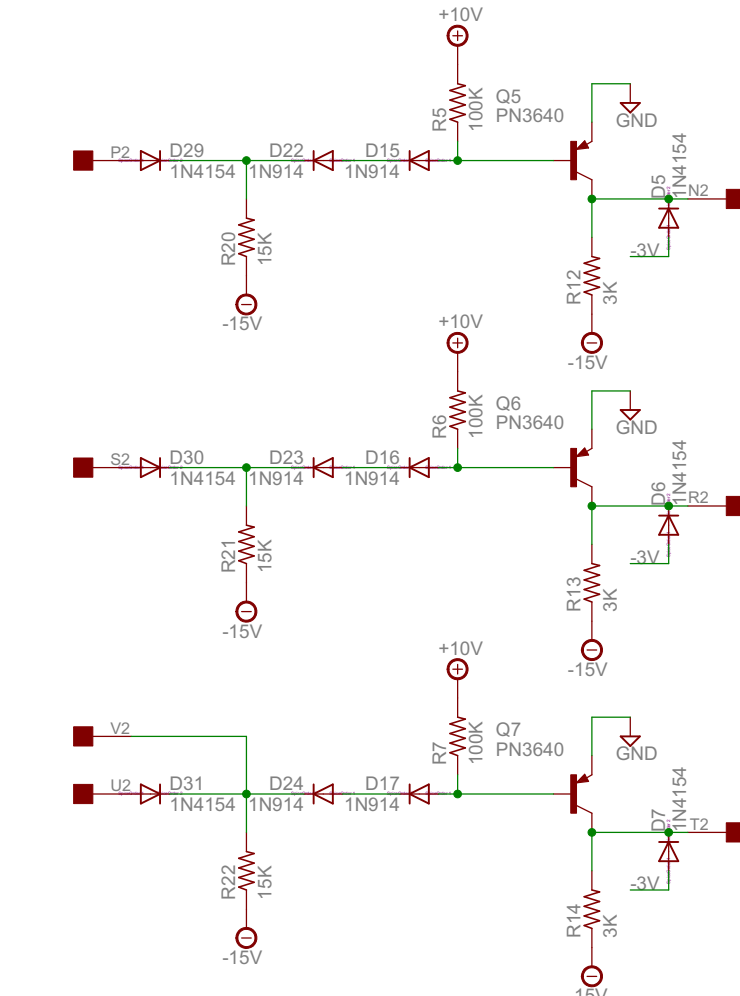 +10V
R5
100K
Q5
PN3640
GND
P2
D29
1N4154
D22
1N914
D15
1N914
D5
1N4154
N2
-3V
R20
15K
-15V
R12
3K
-15V
+10V
R6
100K
Q6
PN3640
GND
S2
D30
1N4154
D23
1N914
D16
1N914
D6
1N4154
R2
-3V
R21
15K
-15V
R13
3K
-15V
+10V
R7
100K
Q7
PN3640
GND
V2
U2
D31
1N4154
D24
1N914
D17
1N914
D7
1N4154
T2
-3V
R22
15K
-15V
R14
3K
-15V